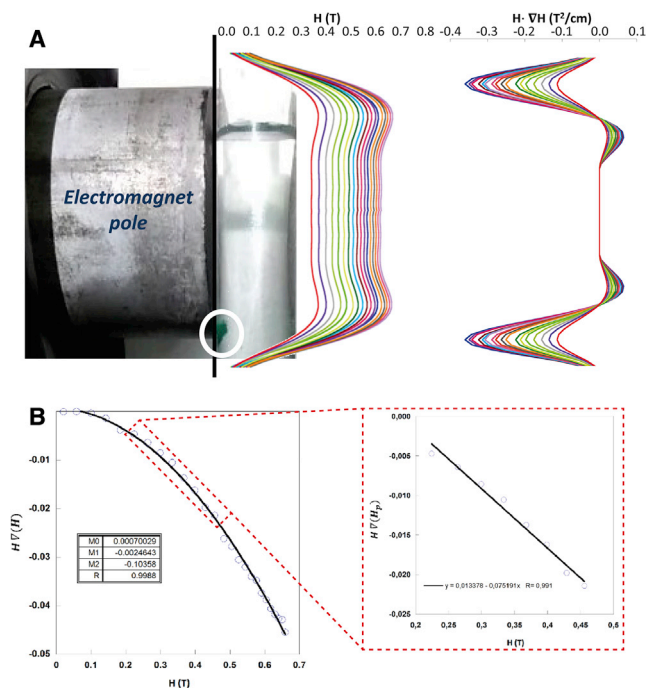 A
H (T)
0.0 0.1 0.2 0.3 0.4 0.5 0.6 0.7 0.8
H· ∇H (T²/cm)
-0.4 -0.3 -0.2 -0.1 0.0 0.1
Electromagnet
pole
B
H ∇(H)
-0.01
-0.02
-0.03
-0.04
-0.05
M0 0.00070029
M1 -0.0024643
M2 -0.10358
R 0.9988
0 0.1 0.2 0.3 0.4 0.5 0.6 0.7
H (T)
H ∇(Hₚ)
0,000
-0,005
-0,010
-0,015
-0,020
-0,025
y = 0,013378 - 0,075191x R= 0,991
0,2 0,25 0,3 0,35 0,4 0,45 0,5
H (T)